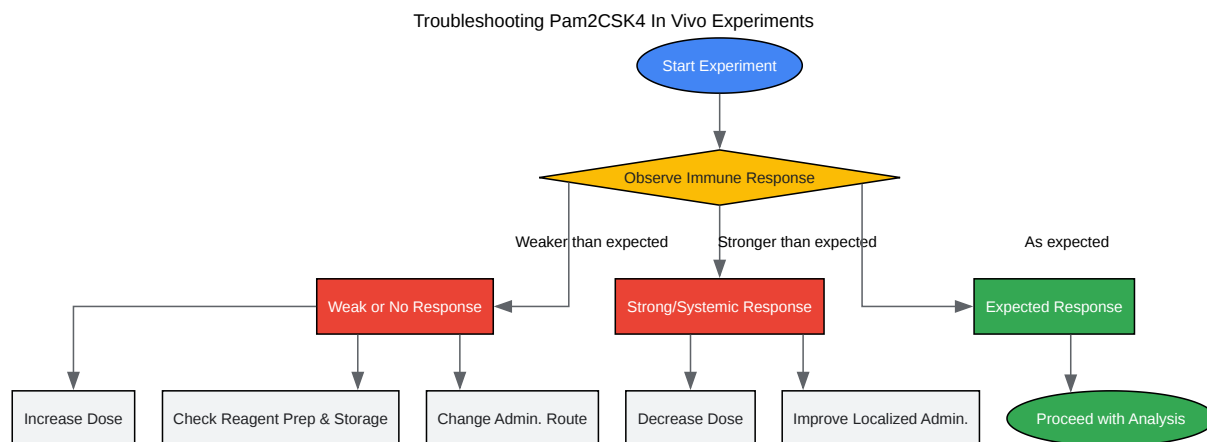 Troubleshooting Pam2CSK4 In Vivo Experiments
Start Experiment
Observe Immune Response
Weaker than expected
Stronger than expected
As expected
Weak or No Response
Strong/Systemic Response
Expected Response
Increase Dose
Check Reagent Prep & Storage
Change Admin. Route
Decrease Dose
Improve Localized Admin.
Proceed with Analysis